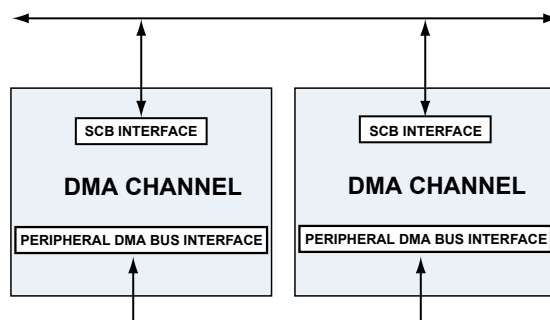 SCB INTERFACE
DMA CHANNEL
PERIPHERAL DMA BUS INTERFACE
SCB INTERFACE
DMA CHANNEL
PERIPHERAL DMA BUS INTERFACE